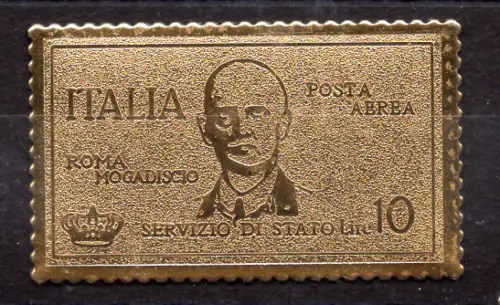 ITALIA
POSTA
AEREA
ROMA
MOGADISCIO
SERVIZIO DI STATO Lire 10